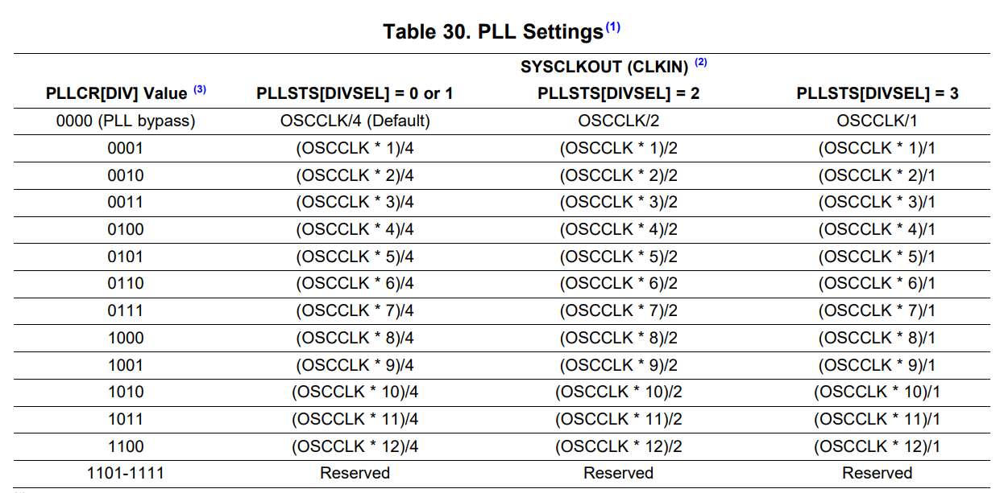 Table 30. PLL Settings(1)
SYSCLKOUT (CLKIN) (2)
PLLCR[DIV] Value (3) PLLSTS[DIVSEL] = 0 or 1 PLLSTS[DIVSEL] = 2 PLLSTS[DIVSEL] = 3
0000 (PLL bypass) OSCCLK/4 (Default) OSCCLK/2 OSCCLK/1
0001 (OSCCLK * 1)/4 (OSCCLK * 1)/2 (OSCCLK * 1)/1
0010 (OSCCLK * 2)/4 (OSCCLK * 2)/2 (OSCCLK * 2)/1
0011 (OSCCLK * 3)/4 (OSCCLK * 3)/2 (OSCCLK * 3)/1
0100 (OSCCLK * 4)/4 (OSCCLK * 4)/2 (OSCCLK * 4)/1
0101 (OSCCLK * 5)/4 (OSCCLK * 5)/2 (OSCCLK * 5)/1
0110 (OSCCLK * 6)/4 (OSCCLK * 6)/2 (OSCCLK * 6)/1
0111 (OSCCLK * 7)/4 (OSCCLK * 7)/2 (OSCCLK * 7)/1
1000 (OSCCLK * 8)/4 (OSCCLK * 8)/2 (OSCCLK * 8)/1
1001 (OSCCLK * 9)/4 (OSCCLK * 9)/2 (OSCCLK * 9)/1
1010 (OSCCLK * 10)/4 (OSCCLK * 10)/2 (OSCCLK * 10)/1
1011 (OSCCLK * 11)/4 (OSCCLK * 11)/2 (OSCCLK * 11)/1
1100 (OSCCLK * 12)/4 (OSCCLK * 12)/2 (OSCCLK * 12)/1
1101-1111 Reserved Reserved Reserved